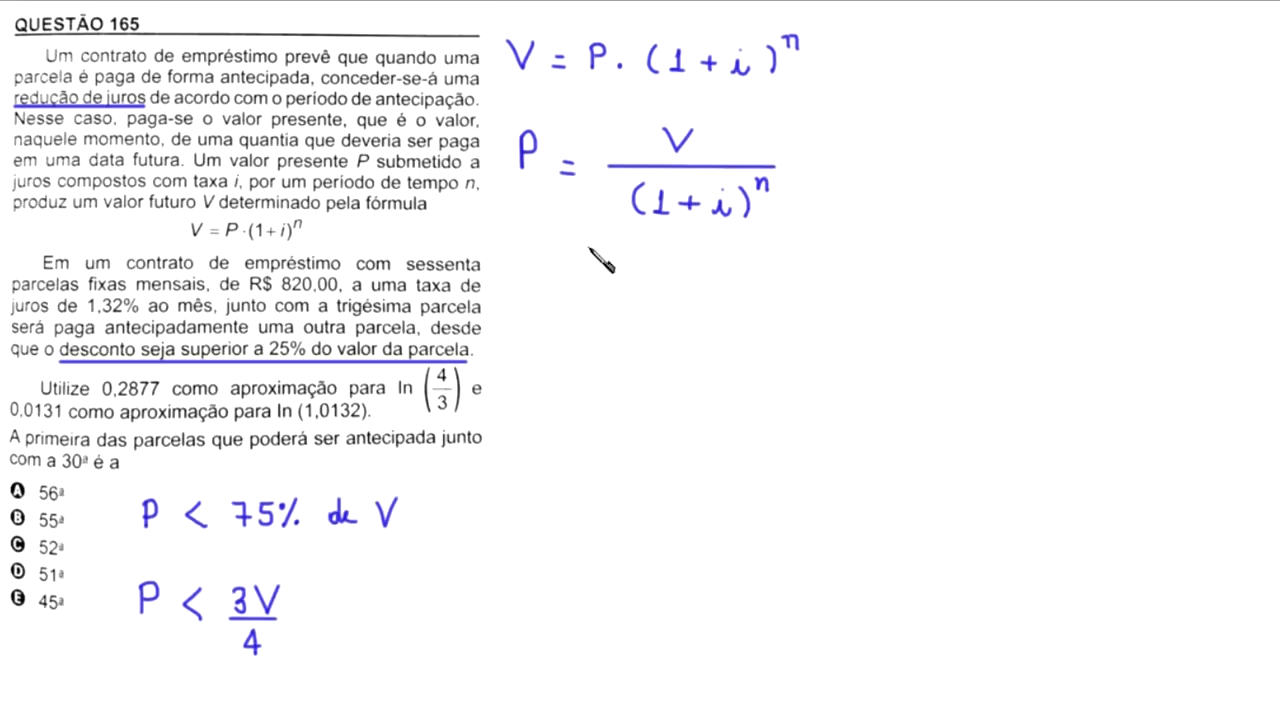 QUESTÃO 165
Um contrato de empréstimo prevê que quando uma
parcela é paga de forma antecipada, conceder-se-á uma
redução de juros de acordo com o período de antecipação.
Nesse caso, paga-se o valor presente, que é o valor,
naquele momento, de uma quantia que deveria ser paga
em uma data futura. Um valor presente P submetido a
juros compostos com taxa i, por um período de tempo n,
produz um valor futuro V determinado pela fórmula
V = P·(1+i)^n
Em um contrato de empréstimo com sessenta
parcelas fixas mensais, de R$ 820,00, a uma taxa de
juros de 1,32% ao mês, junto com a trigésima parcela
será paga antecipadamente uma outra parcela, desde
que o desconto seja superior a 25% do valor da parcela.
Utilize 0,2877 como aproximação para ln (4/3) e
0,0131 como aproximação para ln (1,0132).
A primeira das parcelas que poderá ser antecipada junto
com a 30ª é a
A 56ª
B 55ª
C 52ª
D 51ª
E 45ª
P < 75% de V
P < 3V/4
V = P. (1 + i)^n
P = V/(1 + i)^n